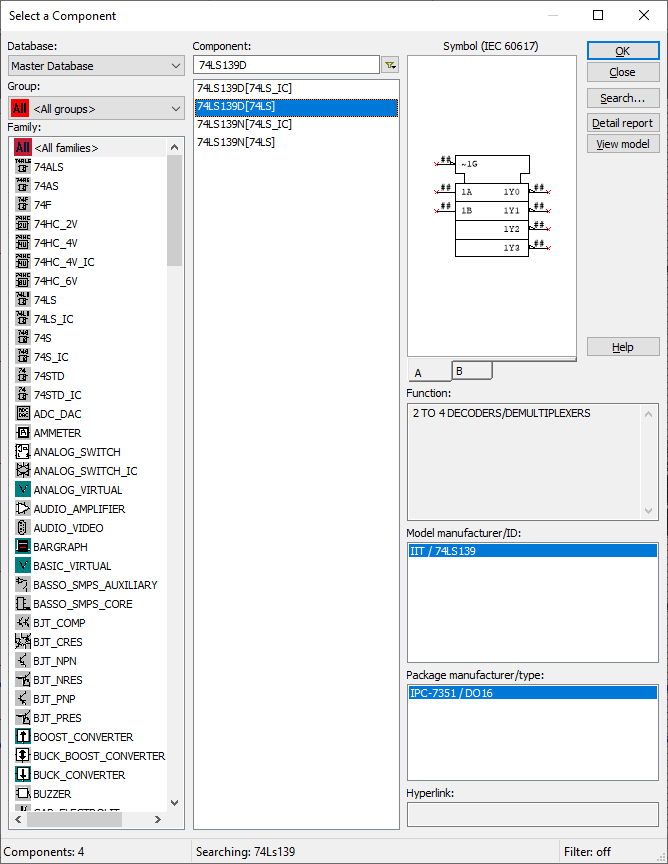 Select a Component
Database:
Master Database
Group:
All <All groups>
Family:
All <All families>
74ALS
74AS
74F
74HC_2V
74HC_4V
74HC_4V_IC
74HC_6V
74LS
74LS_IC
74S
74S_IC
74STD
74STD_IC
ADC_DAC
AMMETER
ANALOG_SWITCH
ANALOG_SWITCH_IC
ANALOG_VIRTUAL
AUDIO_AMPLIFIER
AUDIO_VIDEO
BARGRAPH
BASIC_VIRTUAL
BASSO_SMPS_AUXILIARY
BASSO_SMPS_CORE
BJT_COMP
BJT_CRES
BJT_NPN
BJT_NRES
BJT_PNP
BJT_PRES
BOOST_CONVERTER
BUCK_BOOST_CONVERTER
BUCK_CONVERTER
BUZZER
Component:
74LS139D
74LS139D[74LS_IC]
74LS139D[74LS]
74LS139N[74LS_IC]
74LS139N[74LS]
Symbol (IEC 60617)
## ~1G
## 1A 1Y0 ##
## 1B 1Y1 ##
1Y2 ##
1Y3 ##
A B
Function:
2 TO 4 DECODERS/DEMULTIPLEXERS
Model manufacturer/ID:
IIT / 74LS139
Package manufacturer/type:
IPC-7351 / DO16
Hyperlink:
OK
Close
Search...
Detail report
View model
Help
Components: 4
Searching: 74Ls139
Filter: off